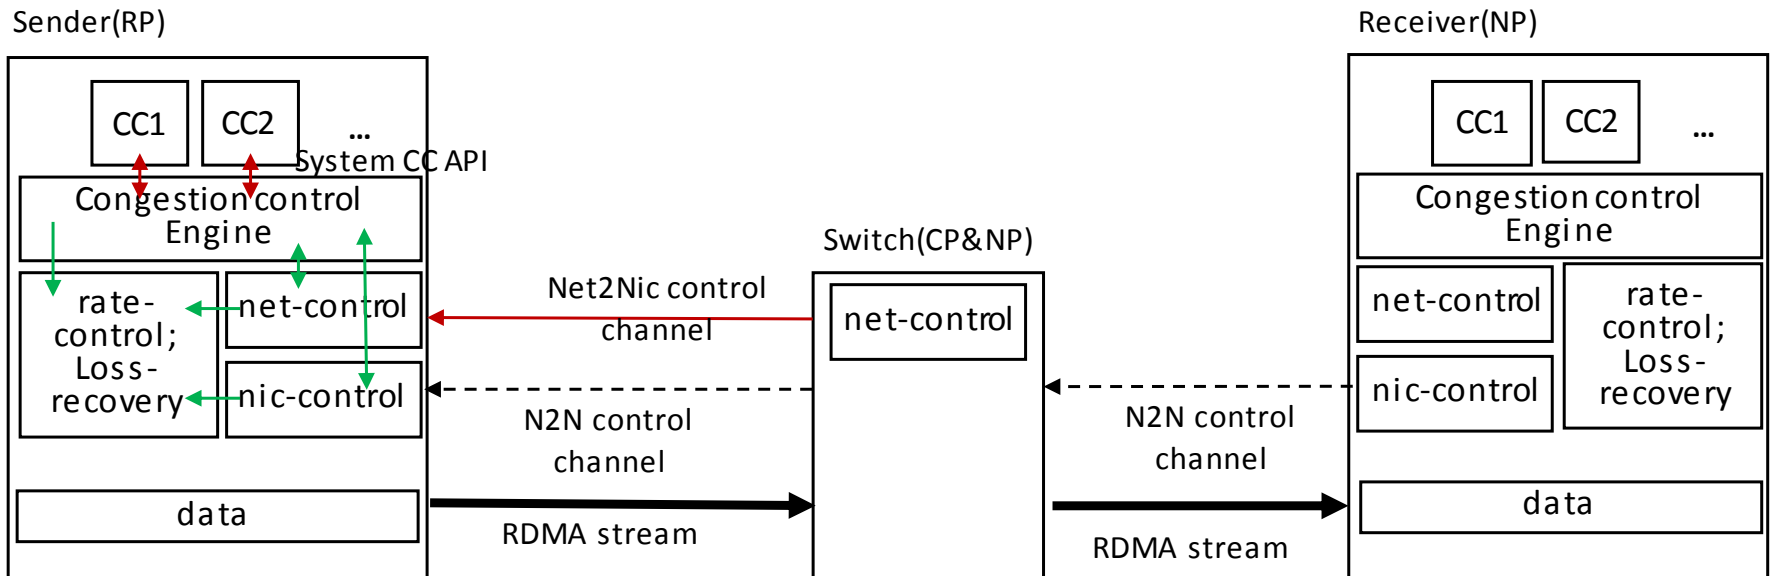 Sender(RP)
CC1
CC2
...
System CC API
Congestion control
Engine
rate-
control;
Loss-
recovery
net-control
nic-control
data
Net2Nic control
channel
N2N control
channel
RDMA stream
Switch(CP&NP)
net-control
N2N control
channel
RDMA stream
Receiver(NP)
CC1
CC2
...
Congestion control
Engine
net-control
nic-control
rate-
control;
Loss-
recovery
data